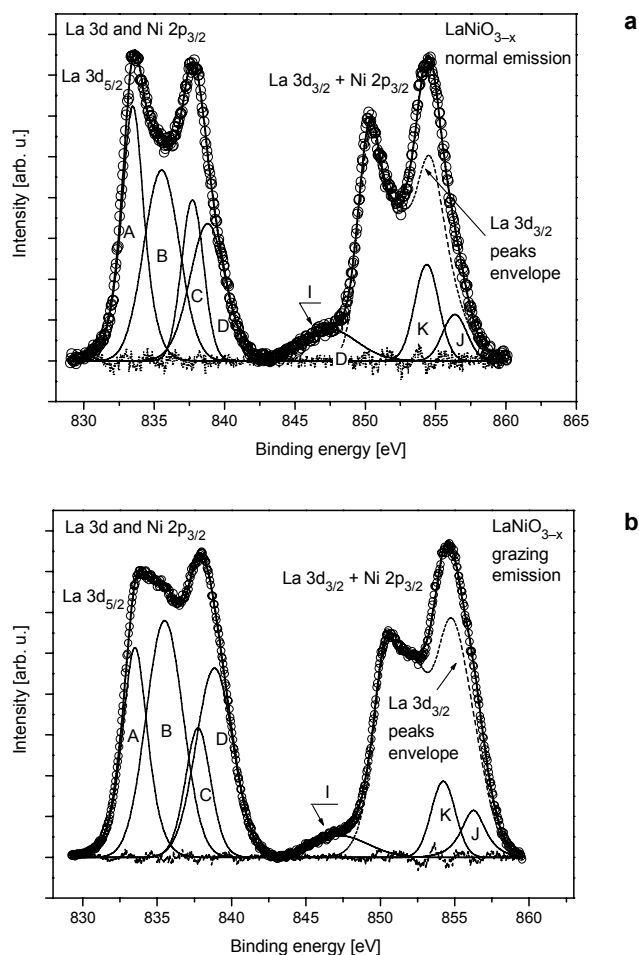 a
La 3d and Ni 2p3/2
LaNiO3–x
normal emission
La 3d5/2
La 3d3/2 + Ni 2p3/2
La 3d3/2
peaks
envelope
A
B
C
D
I
D
K
J
Intensity [arb. u.]
830 835 840 845 850 855 860 865
Binding energy [eV]
b
La 3d and Ni 2p3/2
LaNiO3–x
grazing
emission
La 3d5/2
La 3d3/2 + Ni 2p3/2
La 3d3/2
peaks
envelope
A
B
C
D
I
K
J
Intensity [arb. u.]
830 835 840 845 850 855 860
Binding energy [eV]